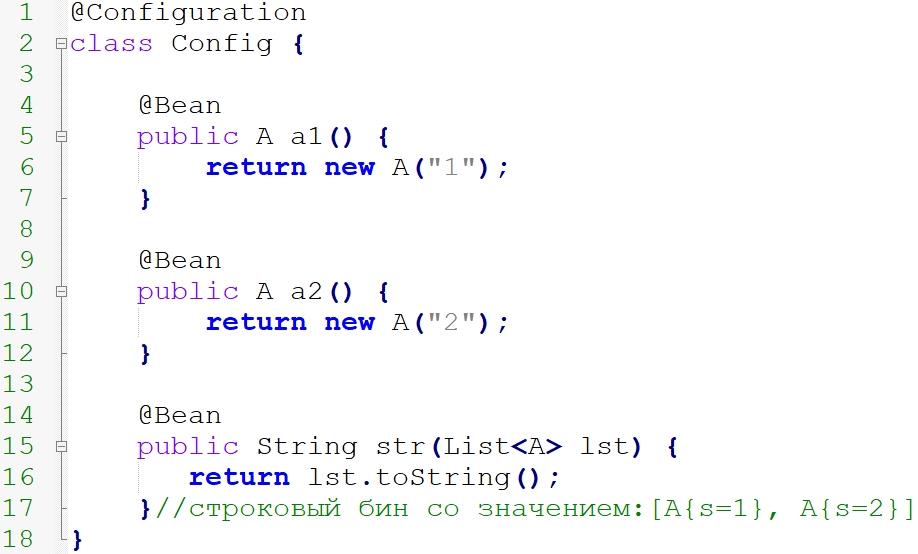 1 @Configuration
2 class Config {
3
4     @Bean
5     public A a1() {
6         return new A("1");
7     }
8
9     @Bean
10     public A a2() {
11         return new A("2");
12     }
13
14     @Bean
15     public String str(List<A> lst) {
16        return lst.toString();
17     }//строковый бин со значением:[A{s=1}, A{s=2}]
18 }